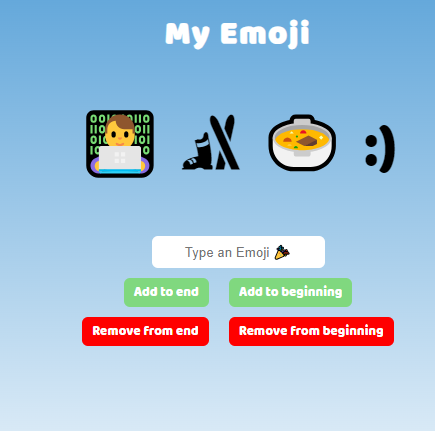 My Emoji
👨‍💻 🎿 🍲 :)
Type an Emoji 🎉
Add to end Add to beginning
Remove from end Remove from beginning